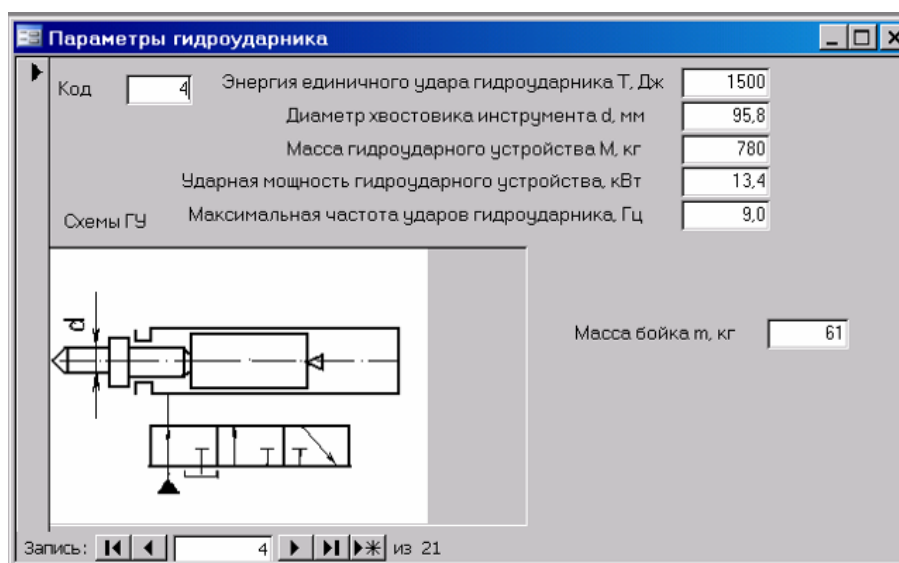 Параметры гидроударника
Код 4
Энергия единичного удара гидроударника T, Дж 1500
Диаметр хвостовика инструмента d, мм 95,8
Масса гидроударного устройства M, кг 780
Ударная мощность гидроударного устройства, кВт 13,4
Схемы ГУ
Максимальная частота ударов гидроударника, Гц 9,0
d
Масса бойка m, кг 61
Запись: 4 из 21